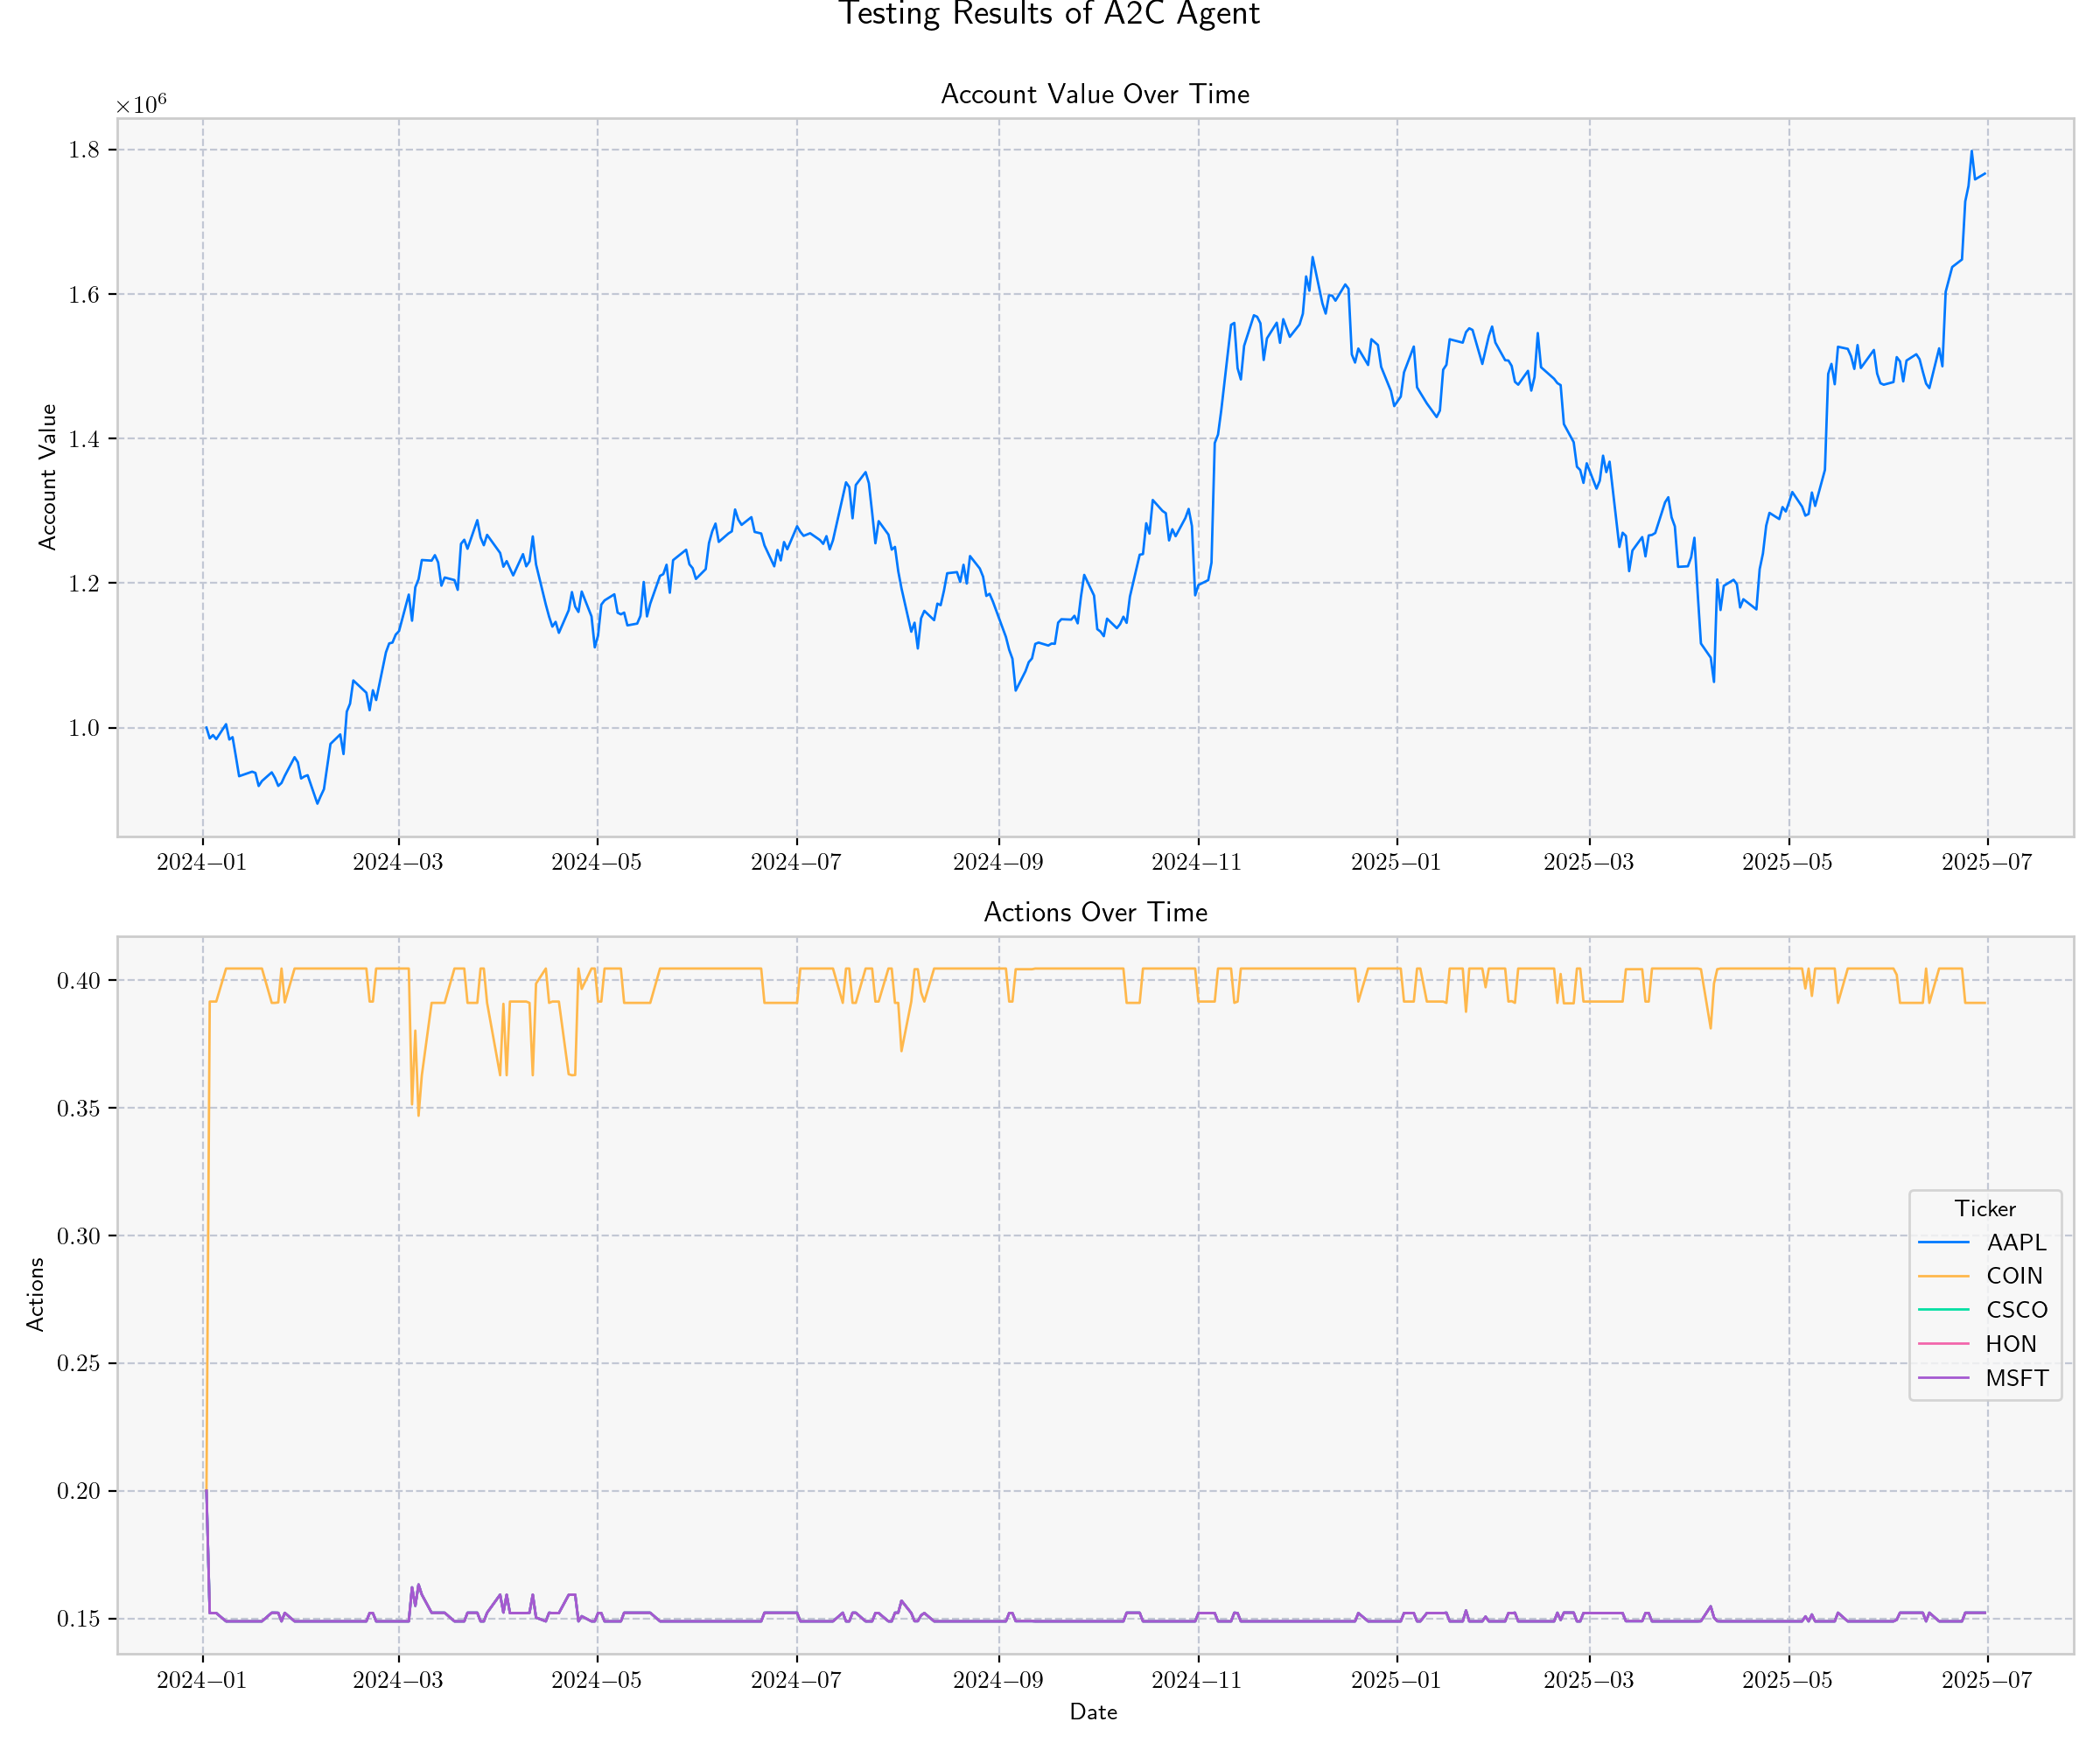 Testing Results of A2C Agent
Account Value Over Time
×10⁶
1.8
1.6
1.4
1.2
1.0
Account Value
2024–01 2024–03 2024–05 2024–07 2024–09 2024–11 2025–01 2025–03 2025–05 2025–07
Actions Over Time
0.40
0.35
0.30
0.25
0.20
0.15
Actions
Ticker
AAPL
COIN
CSCO
HON
MSFT
2024–01 2024–03 2024–05 2024–07 2024–09 2024–11 2025–01 2025–03 2025–05 2025–07
Date